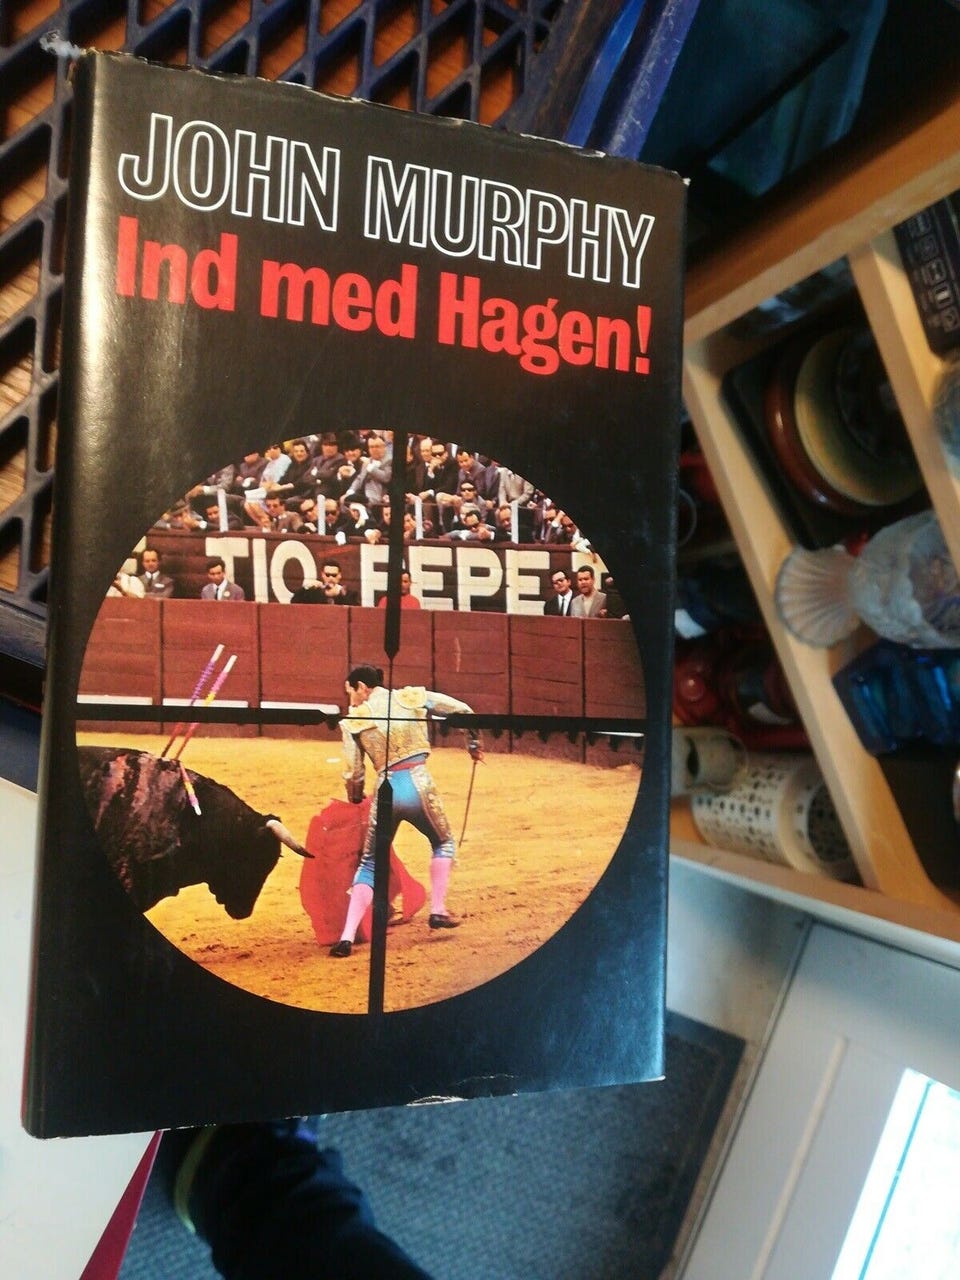 JOHN MURPHY
Ind med Hagen!
TIO PEPE